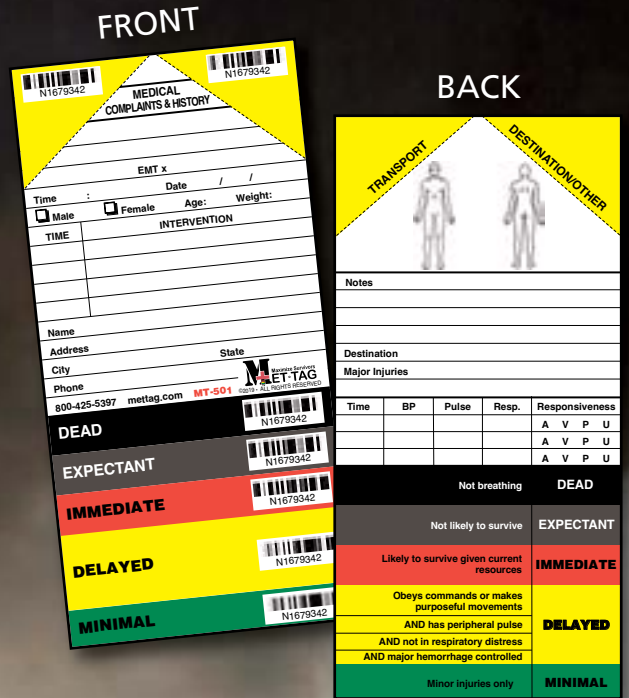 FRONT
N1679342
N1679342
MEDICAL
COMPLAINTS & HISTORY
EMT x
Time : Date / /
Male Female Age: Weight:
TIME INTERVENTION
Name
Address
City State
Phone
Maximize Survivors
MET-TAG
©2019 • ALL RIGHTS RESERVED
800-425-5397 mettag.com MT-501
DEAD N1679342
EXPECTANT N1679342
IMMEDIATE N1679342
DELAYED N1679342
MINIMAL N1679342
BACK
TRANSPORT
DESTINATION/OTHER
Notes
Destination
Major Injuries
Time BP Pulse Resp. Responsiveness
A V P U
A V P U
A V P U
Not breathing DEAD
Not likely to survive EXPECTANT
Likely to survive given current
resources
IMMEDIATE
Obeys commands or makes
purposeful movements
AND has peripheral pulse
AND not in respiratory distress
AND major hemorrhage controlled
DELAYED
Minor injuries only MINIMAL